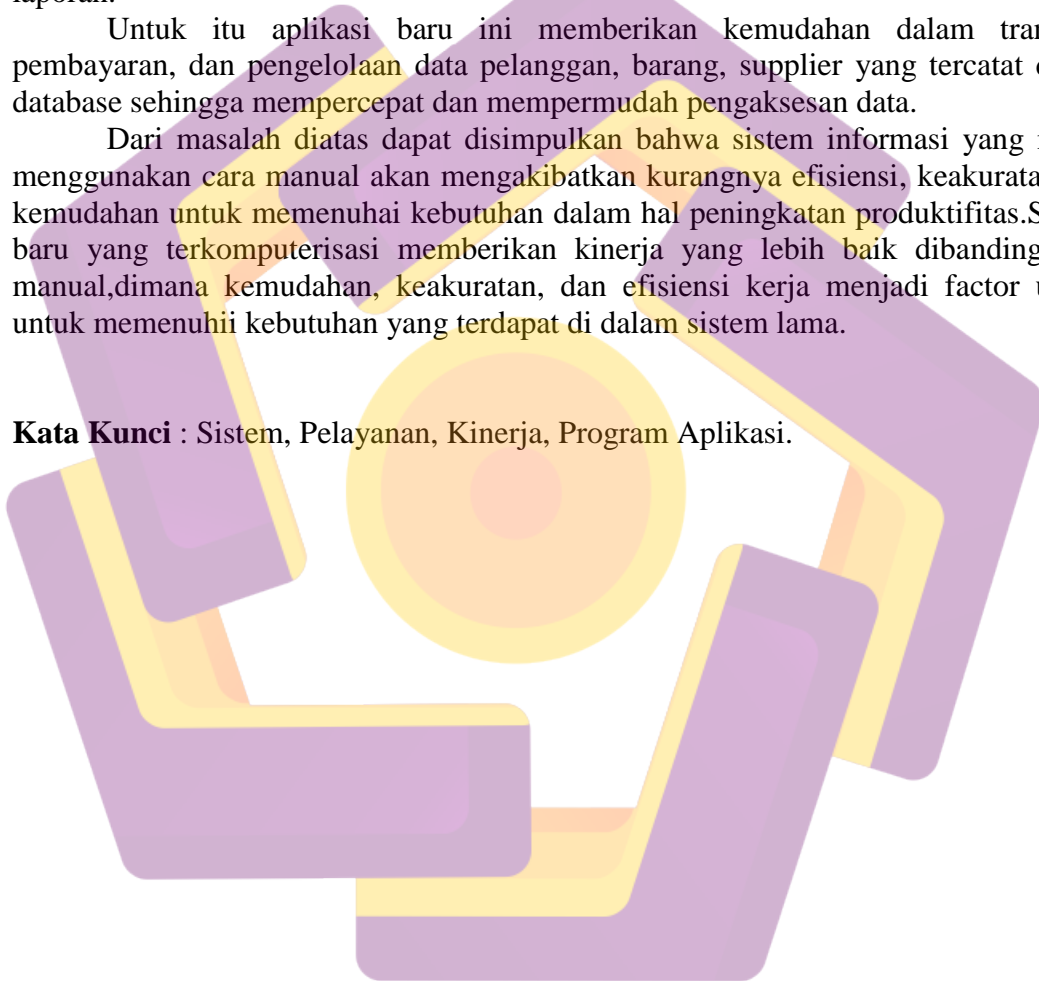 laporan.
Untuk itu aplikasi baru ini memberikan kemudahan dalam
pembayaran, dan pengelolaan data pelanggan, barang, supplier yang tercatat
database sehingga mempercepat dan mempermudah pengaksesan data.
Dari masalah diatas dapat disimpulkan bahwa sistem informasi yang
menggunakan cara manual akan mengakibatkan kurangnya efisiensi,
kemudahan untuk memenuhai kebutuhan dalam hal peningkatan produktifitas.
baru yang terkomputerisasi memberikan kinerja yang lebih baik
manual,dimana kemudahan, keakuratan, dan efisiensi kerja menjadi factor
untuk memenuhii kebutuhan yang terdapat di dalam sistem lama.
Kata Kunci : Sistem, Pelayanan, Kinerja, Program Aplikasi.